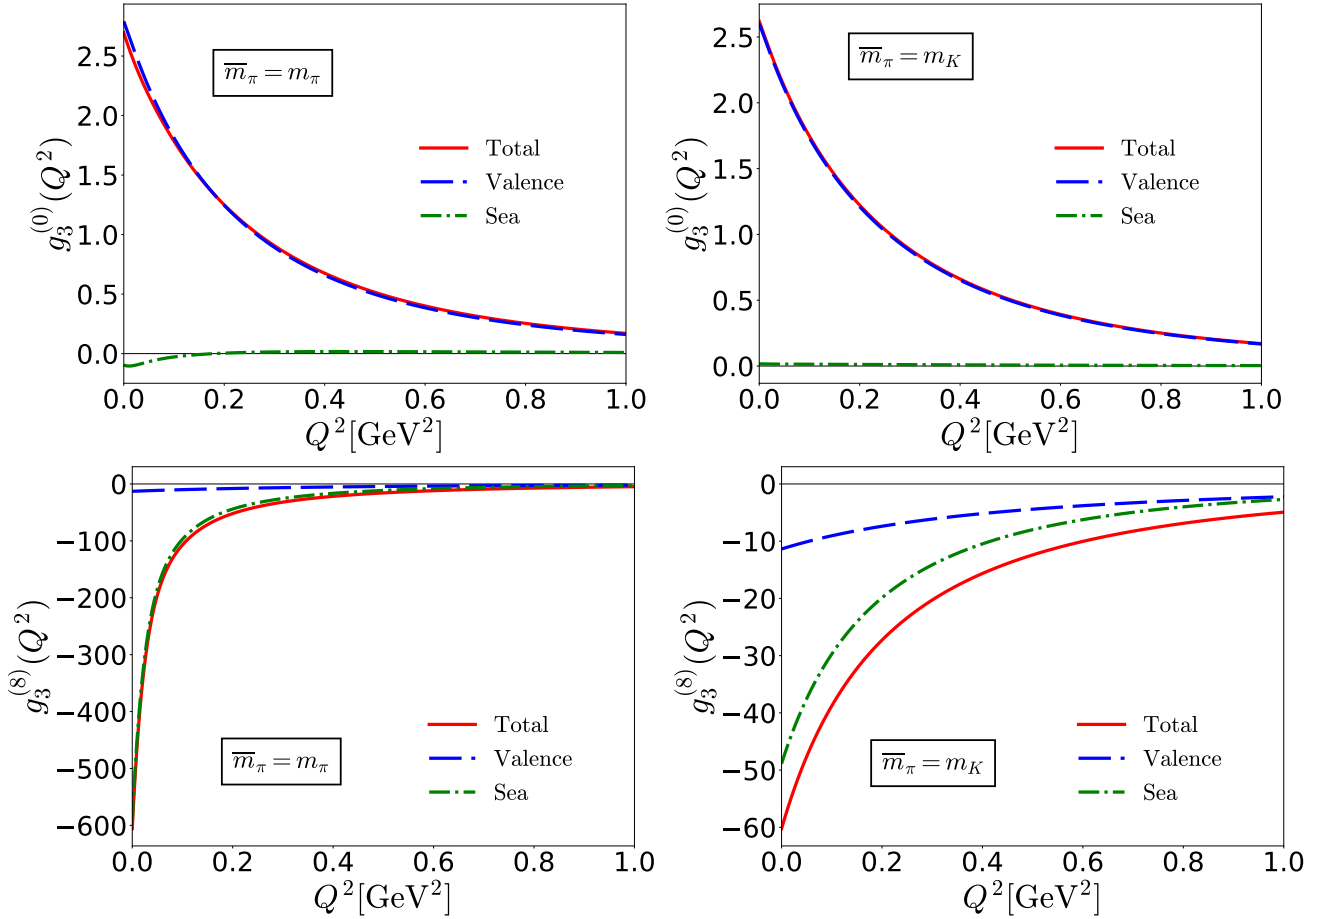 g_3^{(0)}(Q^2)
2.5
2.0
1.5
1.0
0.5
0.0
m̅_π = m_π
Total
Valence
Sea
0.0 0.2 0.4 0.6 0.8 1.0
Q^2[GeV^2]
g_3^{(0)}(Q^2)
2.5
2.0
1.5
1.0
0.5
0.0
m̅_π = m_K
Total
Valence
Sea
0.0 0.2 0.4 0.6 0.8 1.0
Q^2[GeV^2]
g_3^{(8)}(Q^2)
0
−100
−200
−300
−400
−500
−600
Total
Valence
Sea
m̅_π = m_π
0.0 0.2 0.4 0.6 0.8 1.0
Q^2[GeV^2]
g_3^{(8)}(Q^2)
0
−10
−20
−30
−40
−50
−60
Total
Valence
Sea
m̅_π = m_K
0.0 0.2 0.4 0.6 0.8 1.0
Q^2[GeV^2]